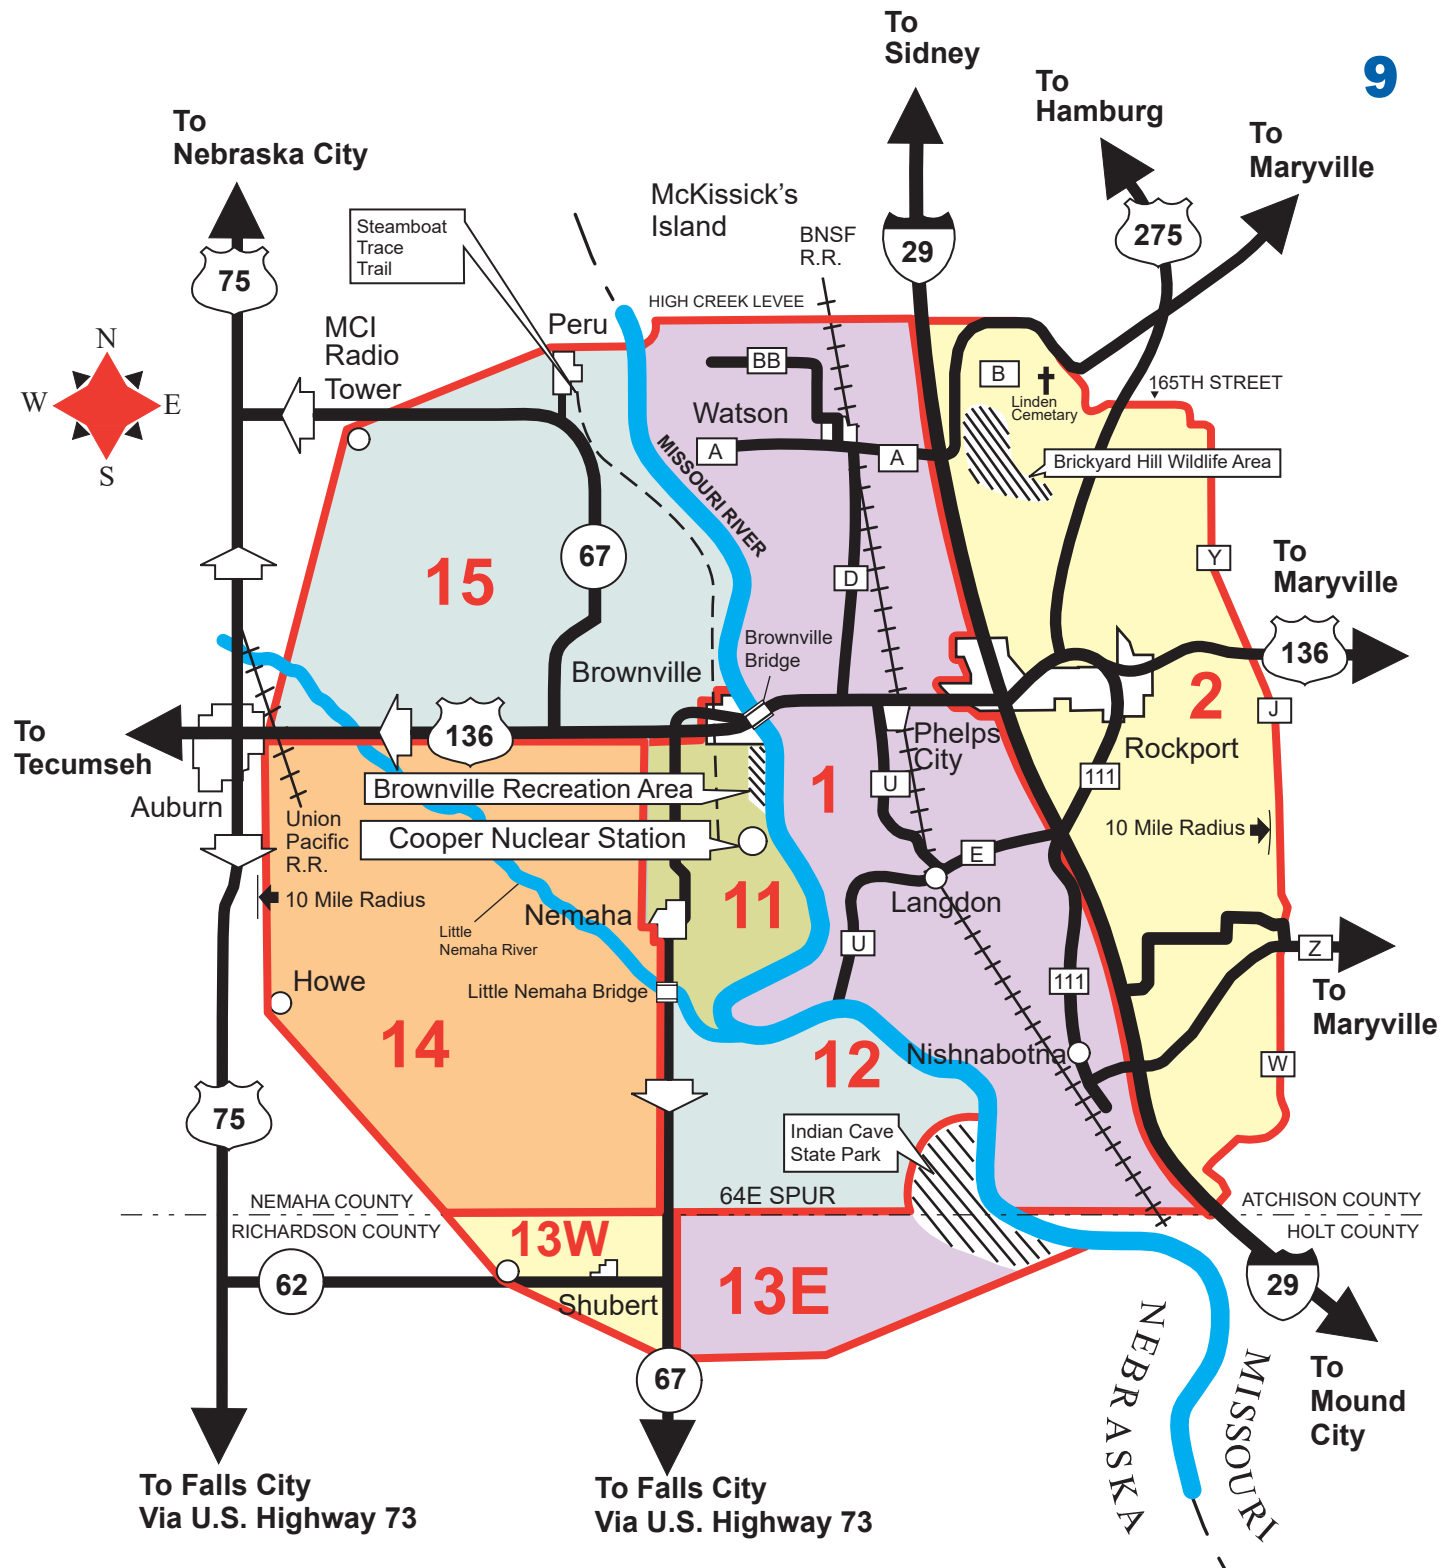 To
Sidney
9
To
Hamburg
To
Nebraska City
To
Maryville
McKissick's
Island
Steamboat
Trace
Trail
BNSF
R.R.
29
275
75
HIGH CREEK LEVEE
Peru
MCI
Radio
Tower
N
W
E
S
BB
B
Linden
Cemetary
165TH STREET
Watson
A
A
MISSOURI RIVER
Brickyard Hill Wildlife Area
67
15
D
Y
To
Maryville
Brownville
Bridge
Brownville
136
2
J
To
Tecumseh
136
Phelps
City
Rockport
Auburn
Brownville Recreation Area
U
1
111
Union
Pacific
R.R.
Cooper Nuclear Station
10 Mile Radius
E
10 Mile Radius
Langdon
11
Nemaha
Little
Nemaha River
U
Z
Howe
Little Nemaha Bridge
111
To
Maryville
14
12
Nishnabotna
W
75
Indian Cave
State Park
64E SPUR
NEMAHA COUNTY
RICHARDSON COUNTY
ATCHISON COUNTY
HOLT COUNTY
13W
62
13E
29
Shubert
NEBRASKA
MISSOURI
67
To
Mound
City
To Falls City
Via U.S. Highway 73
To Falls City
Via U.S. Highway 73